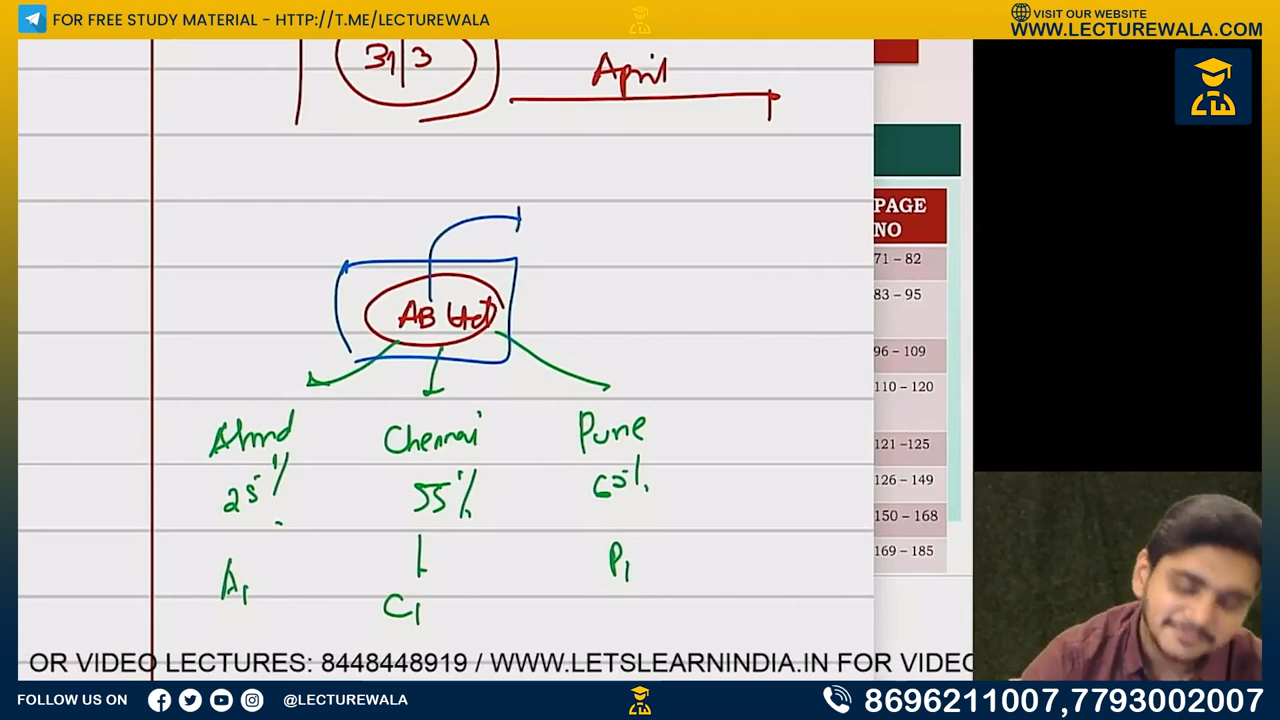 FOR FREE STUDY MATERIAL - HTTP://T.ME/LECTUREWALA
VISIT OUR WEBSITE
WWW.LECTUREWALA.COM
31/3
April
PAGE
NO
71 – 82
83 – 95
96 – 109
110 – 120
121 –125
126 – 149
150 – 168
169 – 185
AB Ltd
Ahmd Chennai Pune
25% 55% 65%
A1 C1 P1
OR VIDEO LECTURES: 8448448919 / WWW.LETSLEARNINDIA.IN FOR VIDEO
FOLLOW US ON
@LECTUREWALA
8696211007,7793002007